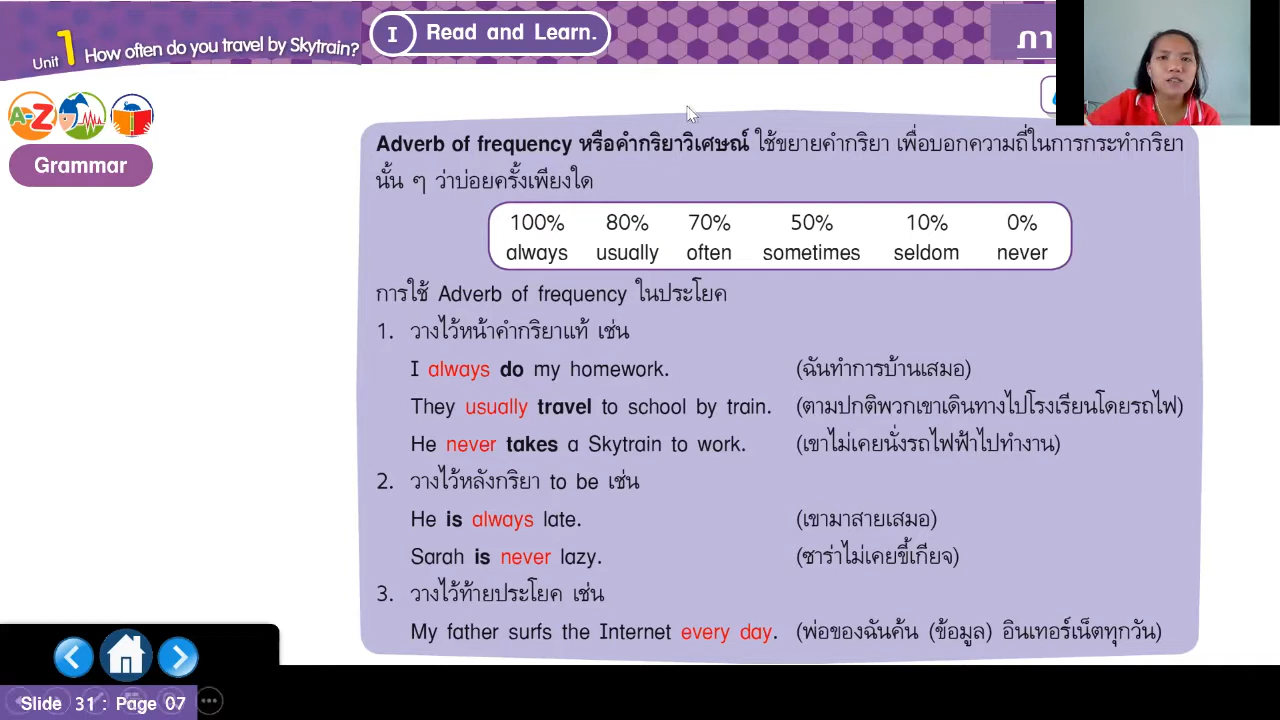 Unit 1 How often do you travel by Skytrain?
I Read and Learn.
ภา
A-Z
Grammar
Adverb of frequency หรือคำกริยาวิเศษณ์ ใช้ขยายคำกริยา เพื่อบอกความถี่ในการกระทำกริยา
นั้น ๆ ว่าบ่อยครั้งเพียงใด
100% 80% 70% 50% 10% 0%
always usually often sometimes seldom never
การใช้ Adverb of frequency ในประโยค
1. วางไว้หน้าคำกริยาแท้ เช่น
I always do my homework. (ฉันทำการบ้านเสมอ)
They usually travel to school by train. (ตามปกติพวกเขาเดินทางไปโรงเรียนโดยรถไฟ)
He never takes a Skytrain to work. (เขาไม่เคยนั่งรถไฟฟ้าไปทำงาน)
2. วางไว้หลังกริยา to be เช่น
He is always late. (เขามาสายเสมอ)
Sarah is never lazy. (ซาร่าไม่เคยขี้เกียจ)
3. วางไว้ท้ายประโยค เช่น
My father surfs the Internet every day. (พ่อของฉันค้น (ข้อมูล) อินเทอร์เน็ตทุกวัน)
Slide 31 : Page 07